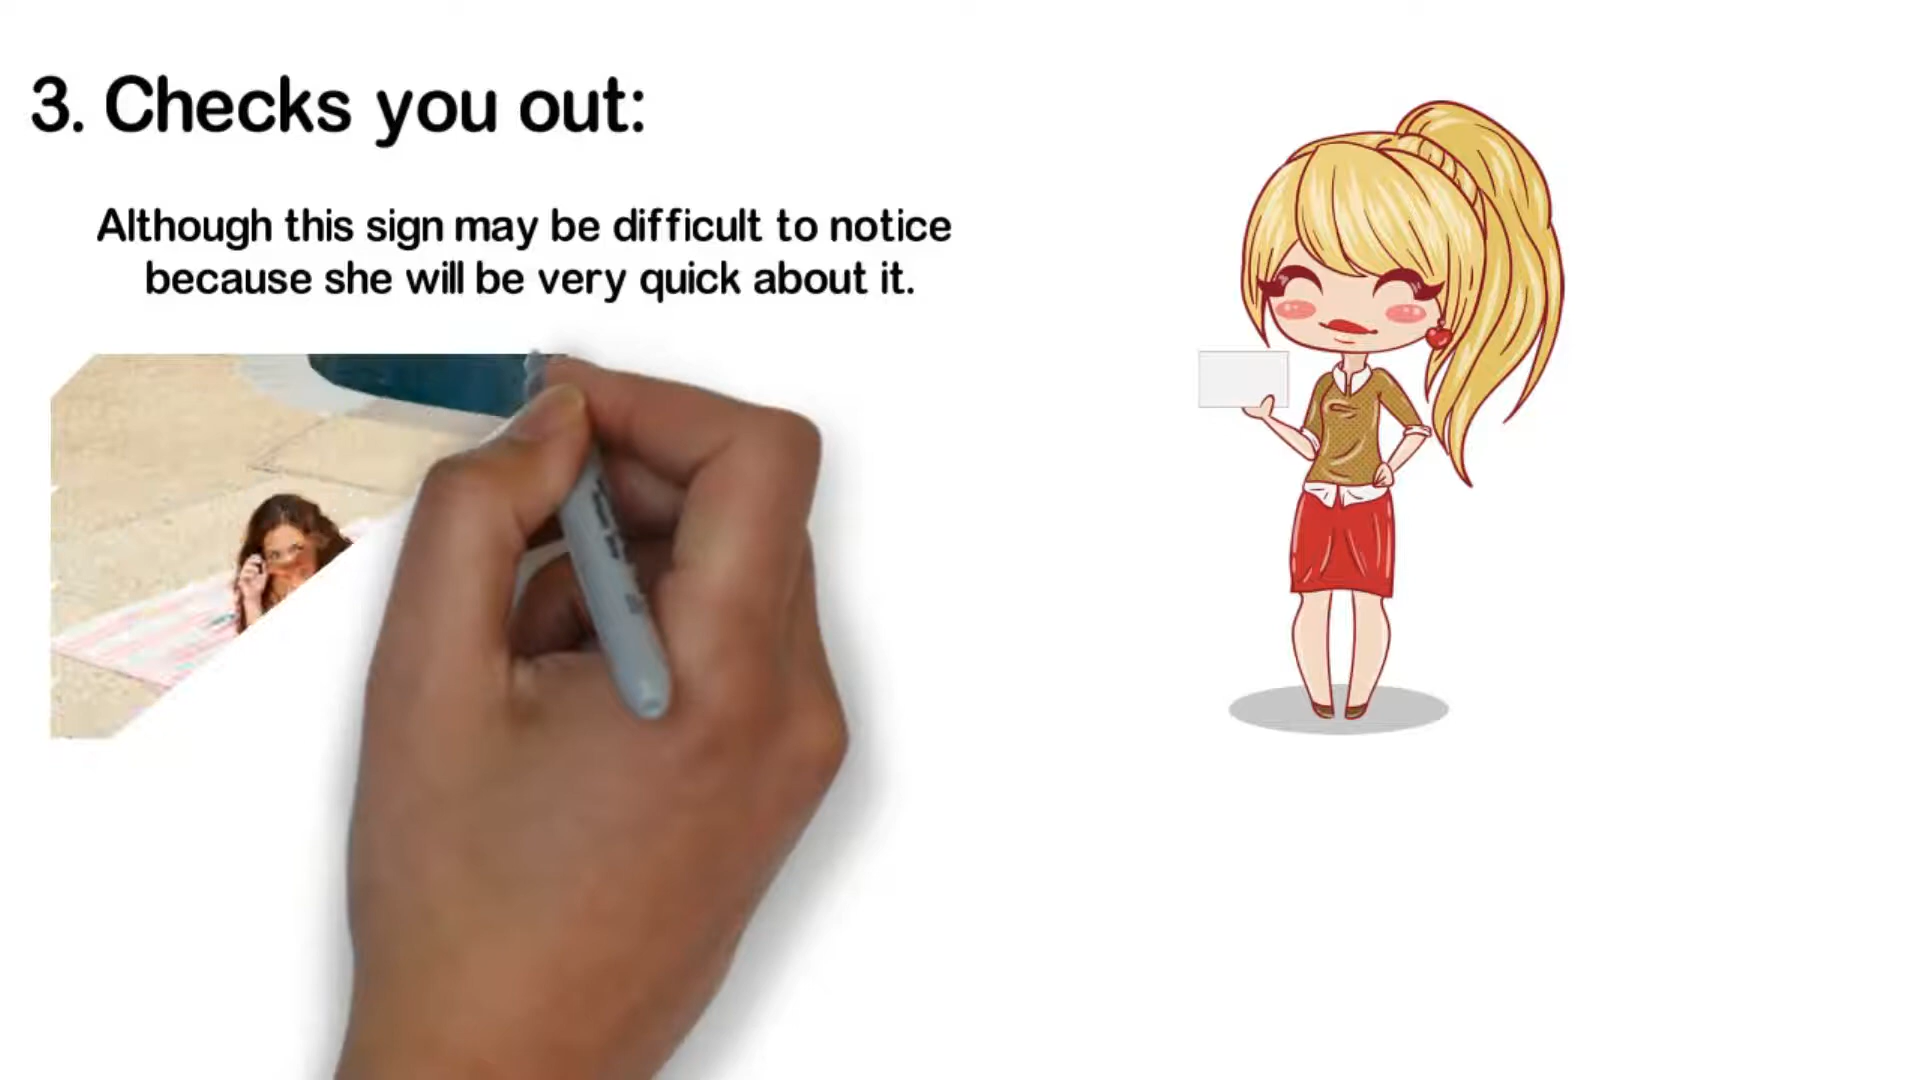 3. Checks you out:
Although this sign may be difficult to notice
because she will be very quick about it.